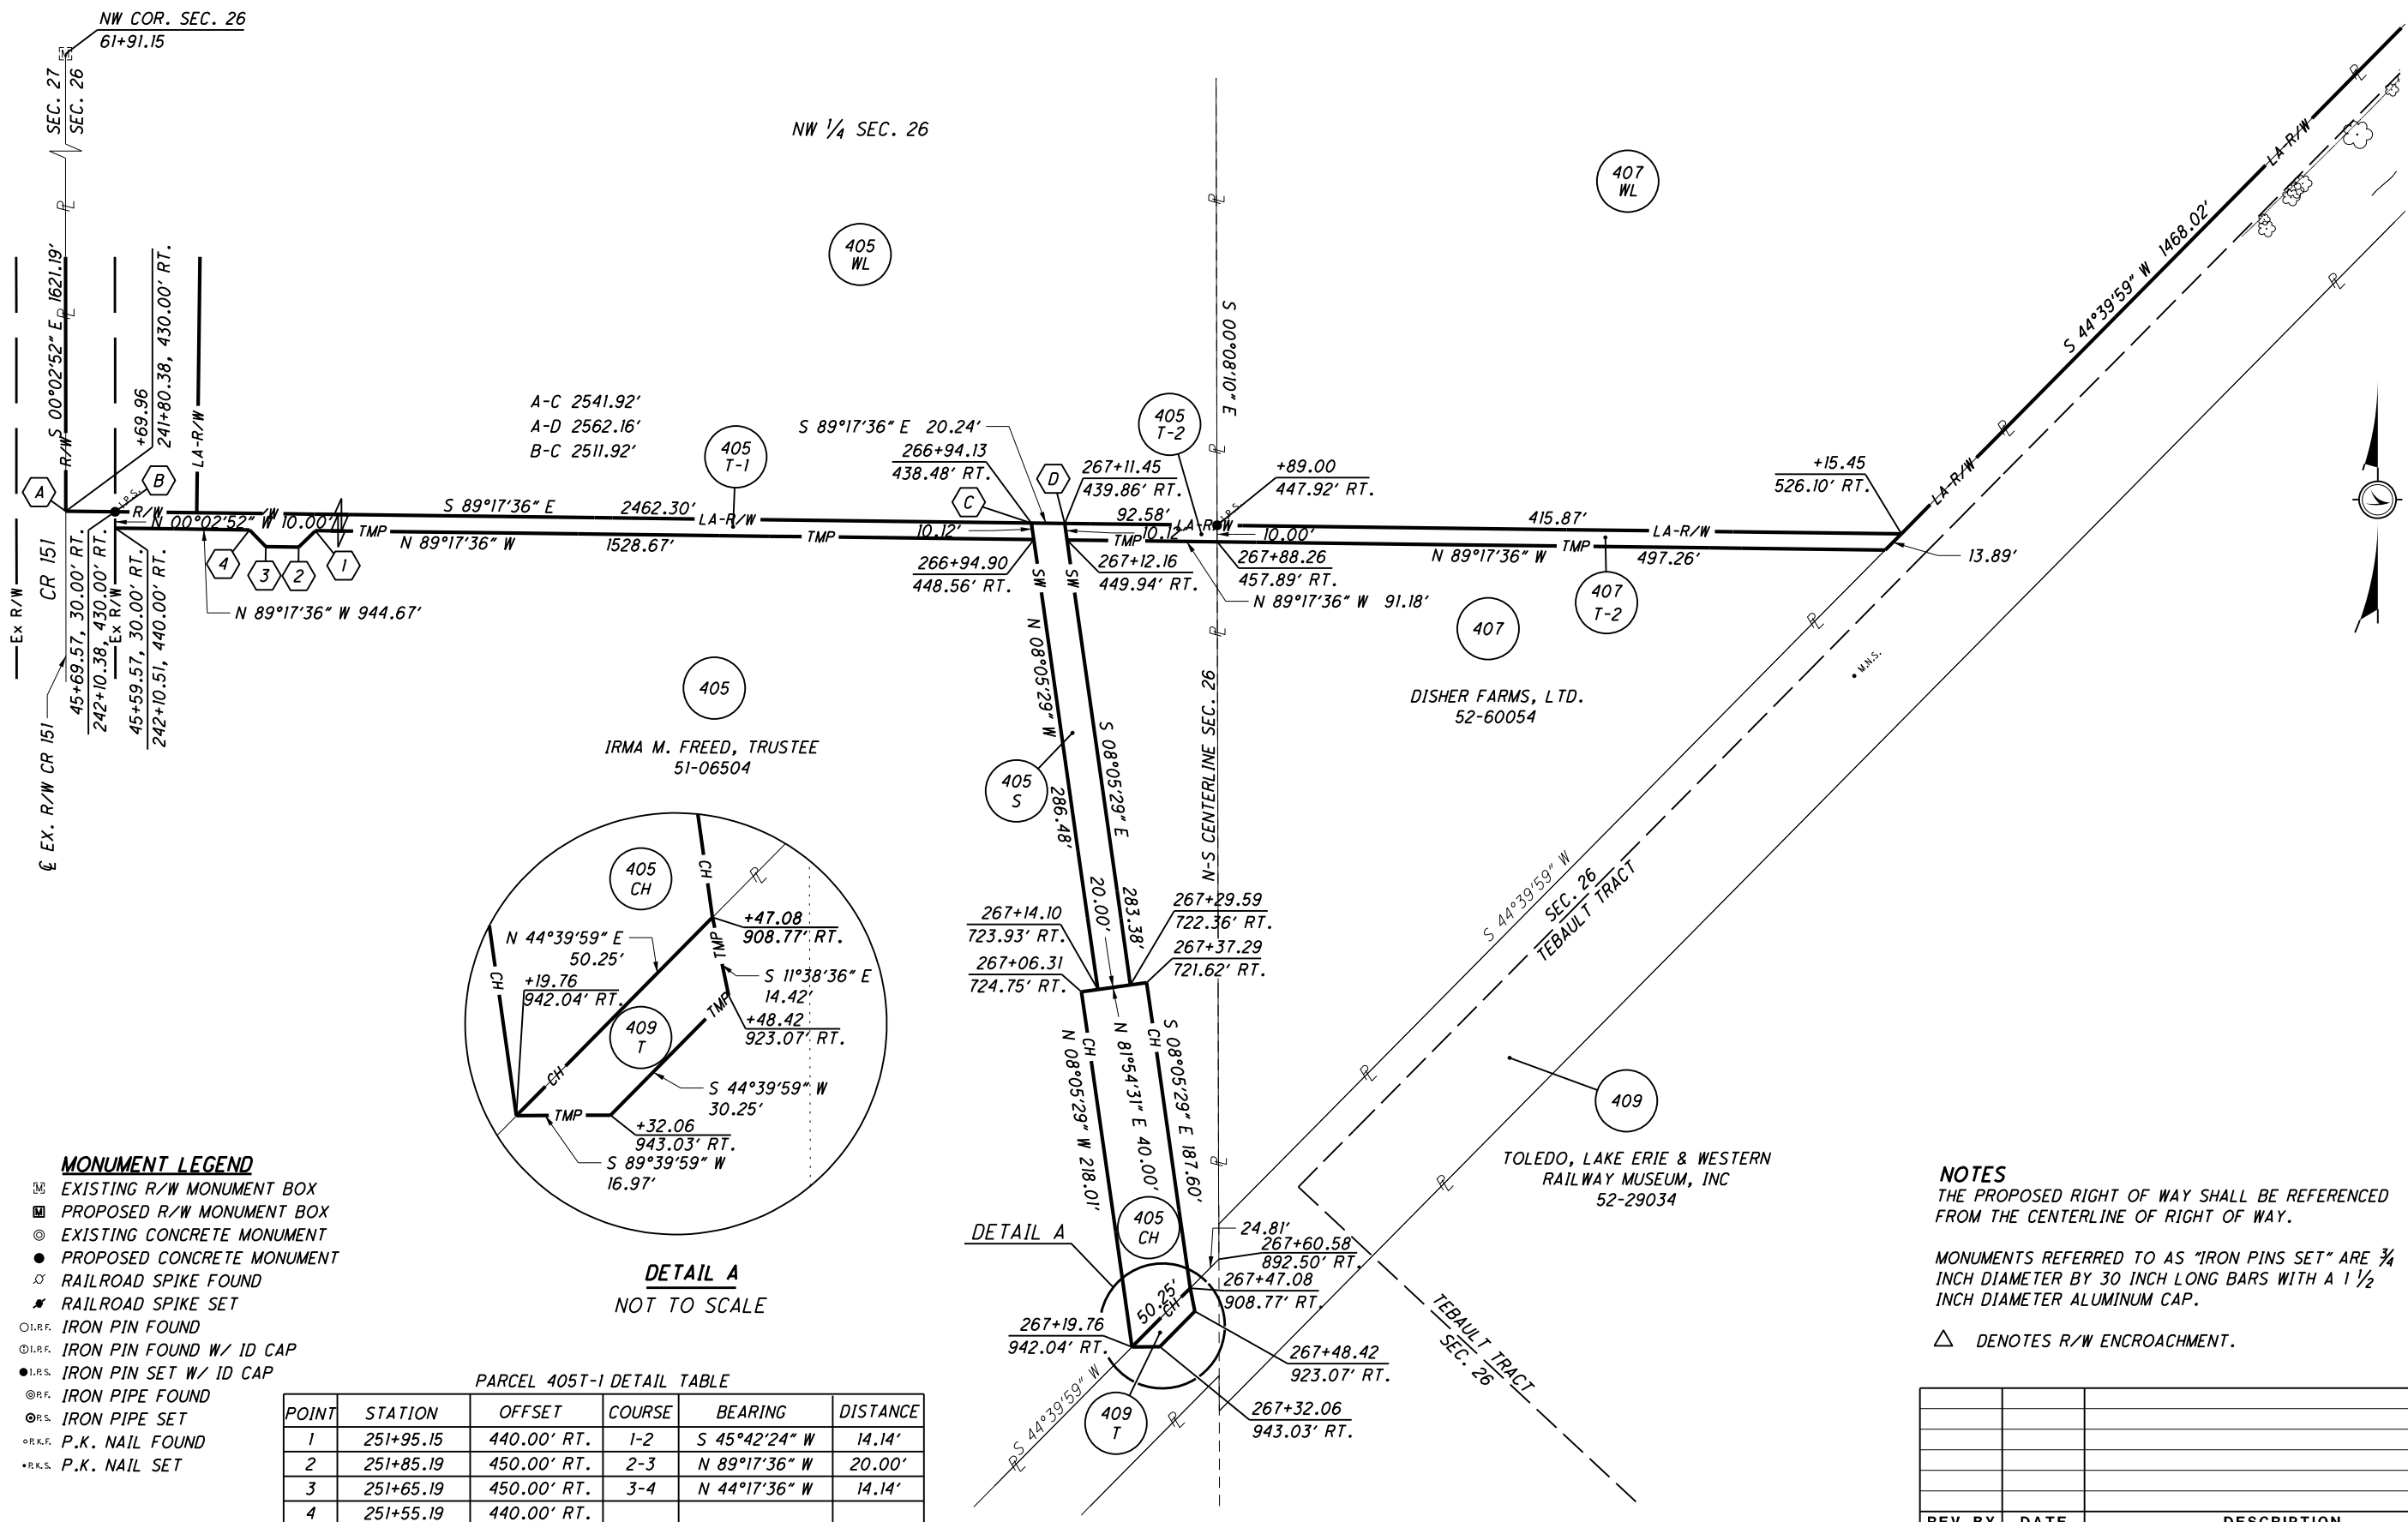 NW COR. SEC. 26
61+91.15
SEC. 27
SEC. 26
NW 1/4 SEC. 26
405
WL
407
WL
S 00°02'52" E 1621.19'
R/W
+69.96
241+80.38, 430.00' RT.
LA-R/W
A
B
I.P.S.
A-C 2541.92'
A-D 2562.16'
B-C 2511.92'
405
T-1
S 89°17'36" E 20.24'
266+94.13
438.48' RT.
C
D
267+11.45
439.86' RT.
405
T-2
S 00°08'10" E
+89.00
447.92' RT.
I.P.S.
+15.45
526.10' RT.
LA-R/W
S 44°39'59" W 1468.02'
LA-R/W
R/W
S 89°17'36" E 2462.30'
LA-R/W
92.58'
LA-R/W
415.87'
LA-R/W
N 00°02'52" W 10.00'
TMP
N 89°17'36" W 1528.67'
TMP
10.12'
10.12'
TMP
10.00'
N 89°17'36" W
TMP
497.26'
13.89'
4
3
2
1
N 89°17'36" W 944.67'
266+94.90
448.56' RT.
267+12.16
449.94' RT.
267+88.26
457.89' RT.
N 89°17'36" W 91.18'
407
T-2
407
DISHER FARMS, LTD.
52-60054
M.N.S.
Ex R/W
CR 151
Ex R/W
℄ EX. R/W CR 151
45+69.57, 30.00' RT.
242+10.38, 430.00' RT.
45+59.57, 30.00' RT.
242+10.51, 440.00' RT.
405
IRMA M. FREED, TRUSTEE
51-06504
SW
SW
N 08°05'29" W
286.48'
S 08°05'29" E
283.38'
405
S
20.00'
N-S CENTERLINE SEC. 26
267+14.10
723.93' RT.
267+06.31
724.75' RT.
267+29.59
722.36' RT.
267+37.29
721.62' RT.
CH
N 08°05'29" W 218.01'
N 81°54'31" E 40.00'
CH
S 08°05'29" E 187.60'
405
CH
S 44°39'59" W
SEC. 26
TEBAULT TRACT
409
TOLEDO, LAKE ERIE & WESTERN
RAILWAY MUSEUM, INC
52-29034
405
CH
CH
CH
N 44°39'59" E
50.25'
+47.08
908.77' RT.
TMP
S 11°38'36" E
14.42'
+19.76
942.04' RT.
TMP
+48.42
923.07' RT.
409
T
CH
S 44°39'59" W
30.25'
TMP
+32.06
943.03' RT.
S 89°39'59" W
16.97'
DETAIL A
NOT TO SCALE
DETAIL A
24.81'
267+60.58
892.50' RT.
267+47.08
908.77' RT.
50.25'
CH
267+19.76
942.04' RT.
267+48.42
923.07' RT.
267+32.06
943.03' RT.
409
T
S 44°39'59" W
TEBAULT TRACT
SEC. 26
MONUMENT LEGEND
M EXISTING R/W MONUMENT BOX
M PROPOSED R/W MONUMENT BOX
EXISTING CONCRETE MONUMENT
PROPOSED CONCRETE MONUMENT
RAILROAD SPIKE FOUND
RAILROAD SPIKE SET
I.P.F. IRON PIN FOUND
I.P.F. IRON PIN FOUND W/ ID CAP
I.P.S. IRON PIN SET W/ ID CAP
P.F. IRON PIPE FOUND
P.S. IRON PIPE SET
P.K.F. P.K. NAIL FOUND
P.K.S. P.K. NAIL SET
PARCEL 405T-1 DETAIL TABLE
POINT STATION OFFSET COURSE BEARING DISTANCE
1 251+95.15 440.00' RT. 1-2 S 45°42'24" W 14.14'
2 251+85.19 450.00' RT. 2-3 N 89°17'36" W 20.00'
3 251+65.19 450.00' RT. 3-4 N 44°17'36" W 14.14'
4 251+55.19 440.00' RT.
NOTES
THE PROPOSED RIGHT OF WAY SHALL BE REFERENCED
FROM THE CENTERLINE OF RIGHT OF WAY.
MONUMENTS REFERRED TO AS "IRON PINS SET" ARE 3/4
INCH DIAMETER BY 30 INCH LONG BARS WITH A 1 1/2
INCH DIAMETER ALUMINUM CAP.
DENOTES R/W ENCROACHMENT.
REV. BY DATE DESCRIPTION